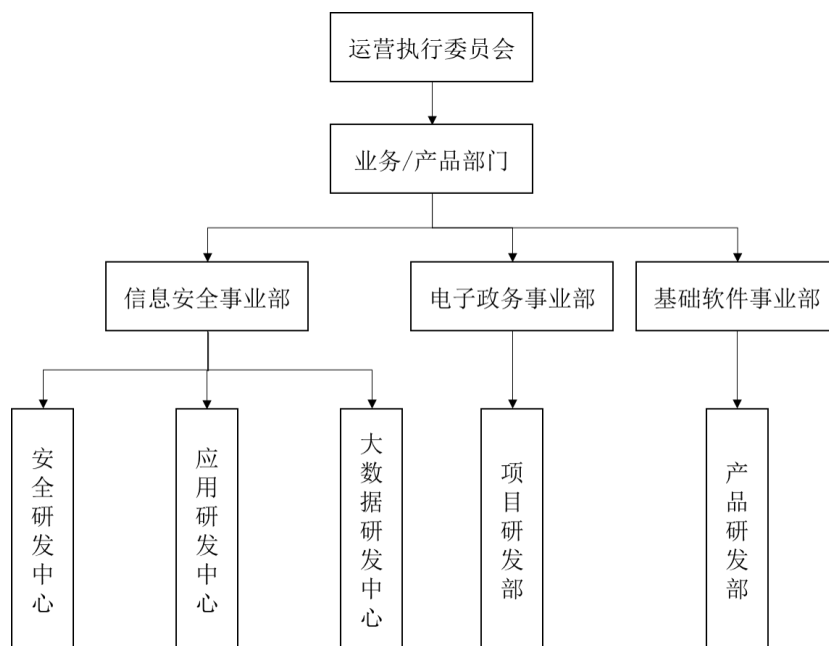 运营执行委员会
业务/产品部门
信息安全事业部
电子政务事业部
基础软件事业部
安全研发中心
应用研发中心
大数据研发中心
项目研发部
产品研发部